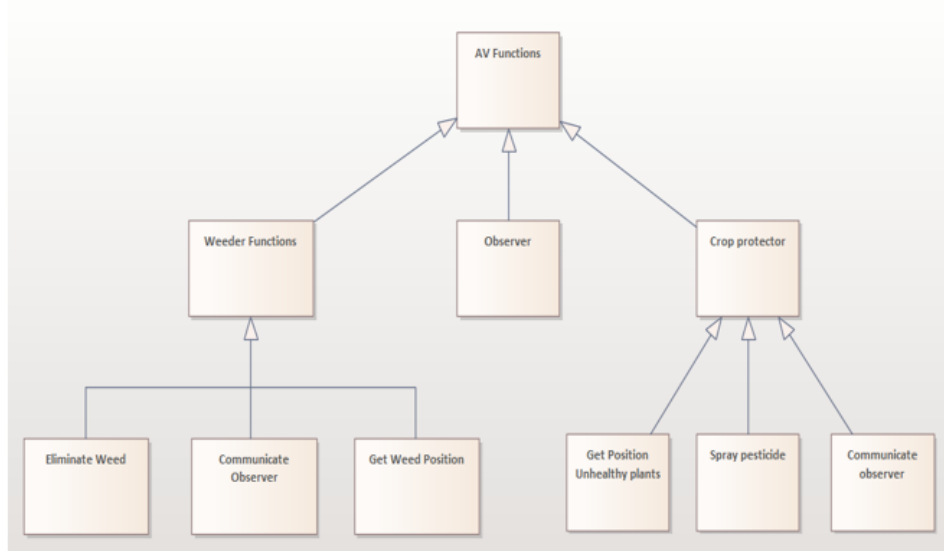 AV Functions
Weeder Functions
Observer
Crop protector
Eliminate Weed
Communicate
Observer
Get Weed Position
Get Position
Unhealthy plants
Spray pesticide
Communicate
observer